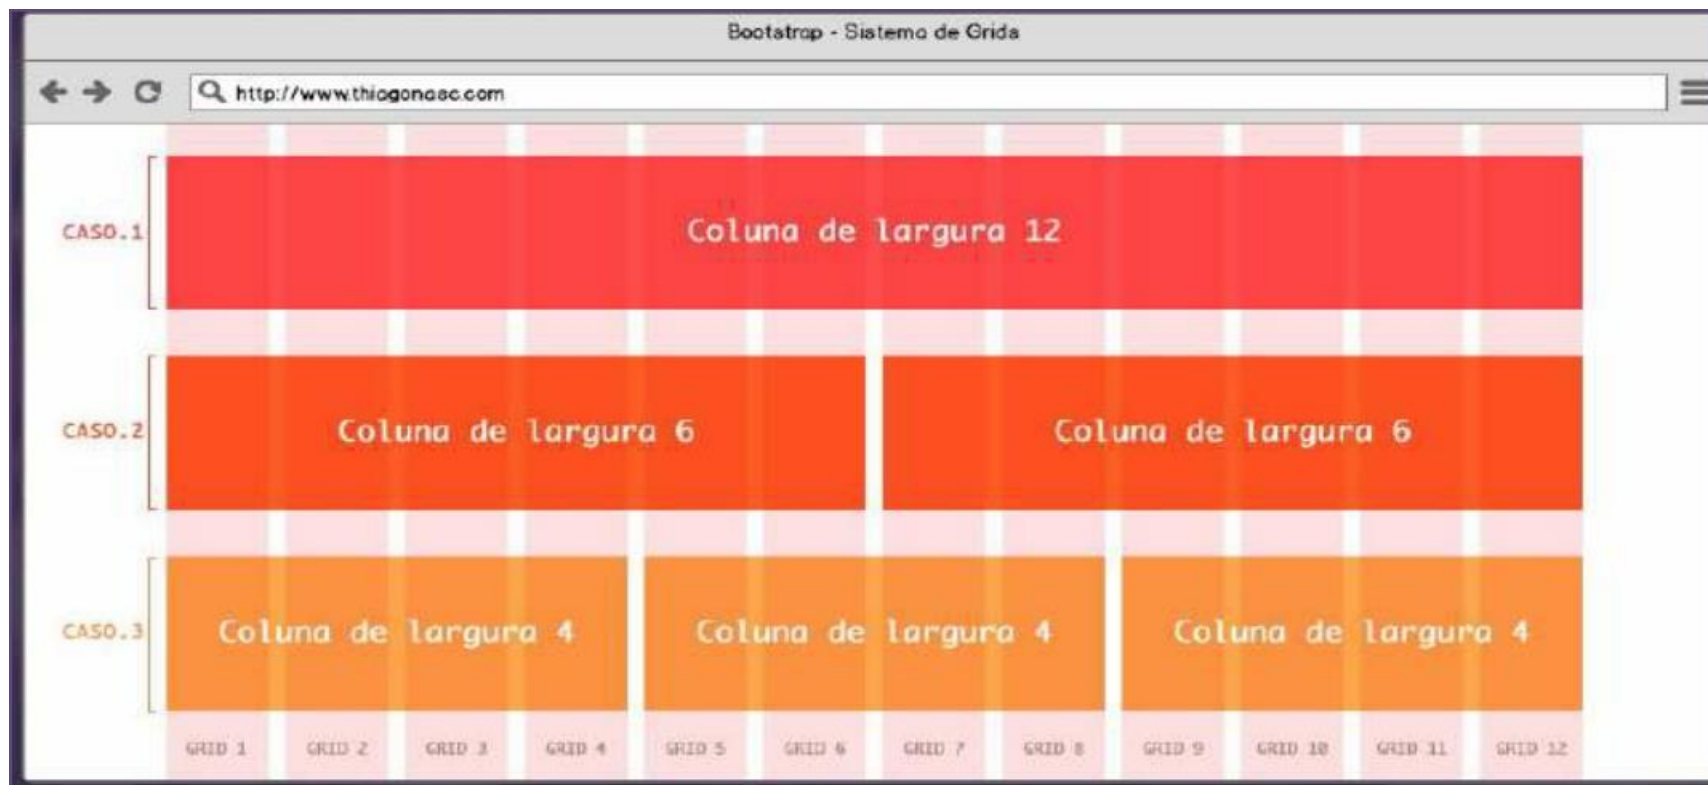 Bootstrap - Sistema de Grids
http://www.thiagonasc.com
CASO.1
Coluna de largura 12
CASO.2
Coluna de largura 6 Coluna de largura 6
CASO.3
Coluna de largura 4 Coluna de largura 4 Coluna de largura 4
GRID 1 GRID 2 GRID 3 GRID 4 GRID 5 GRID 6 GRID 7 GRID 8 GRID 9 GRID 10 GRID 11 GRID 12